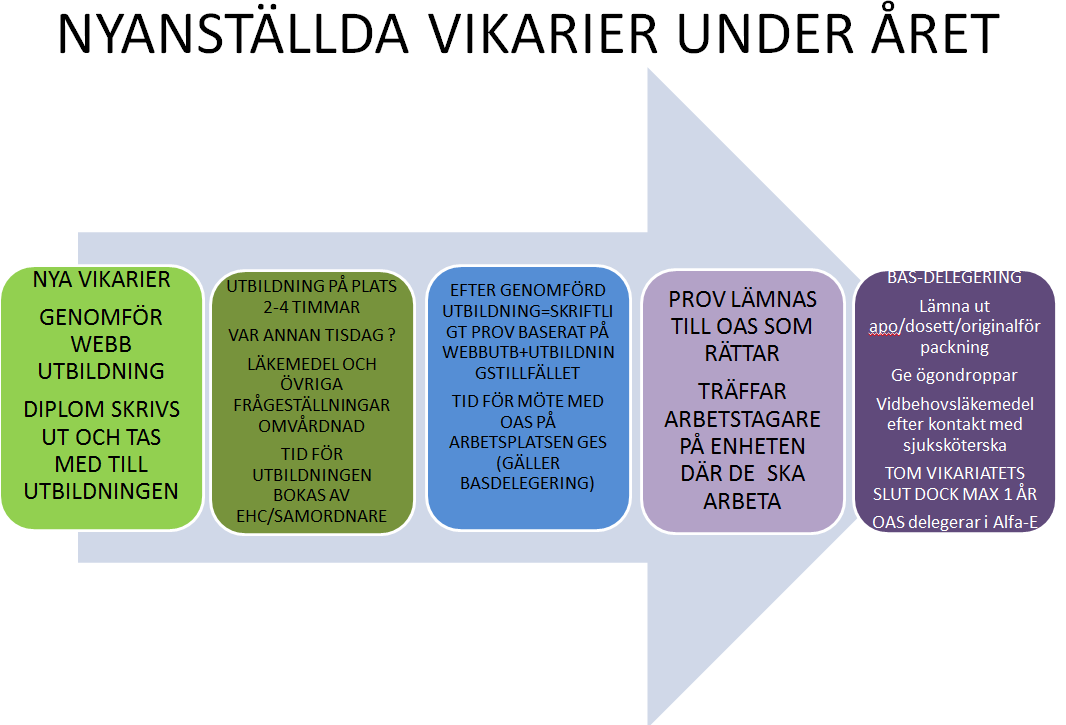 NYANSTÄLLDA VIKARIER UNDER ÅRET
NYA VIKARIER
GENOMFÖR
WEBB
UTBILDNING
DIPLOM SKRIVS
UT OCH TAS
MED TILL
UTBILDNINGEN
UTBILDNING PÅ PLATS
2-4 TIMMAR
VAR ANNAN TISDAG ?
LÄKEMEDEL OCH
ÖVRIGA
FRÅGESTÄLLNINGAR
OMVÅRDNAD
TID FÖR
UTBILDNINGEN
BOKAS AV
EHC/SAMORDNARE
EFTER GENOMFÖRD
UTBILDNING=SKRIFTLI
GT PROV BASERAT PÅ
WEBBUTB+UTBILDNIN
GSTILLFÄLLET
TID FÖR MÖTE MED
OAS PÅ
ARBETSPLATSEN GES
(GÄLLER
BASDELEGERING)
PROV LÄMNAS
TILL OAS SOM
RÄTTAR
TRÄFFAR
ARBETSTAGARE
PÅ ENHETEN
DÄR DE SKA
ARBETA
BAS-DELEGERING
Lämna ut
apo/dosett/originalför
packning
Ge ögondroppar
Vidbehovsläkemedel
efter kontakt med
sjuksköterska
TOM VIKARIATETS
SLUT DOCK MAX 1 ÅR
OAS delegerar i Alfa-E